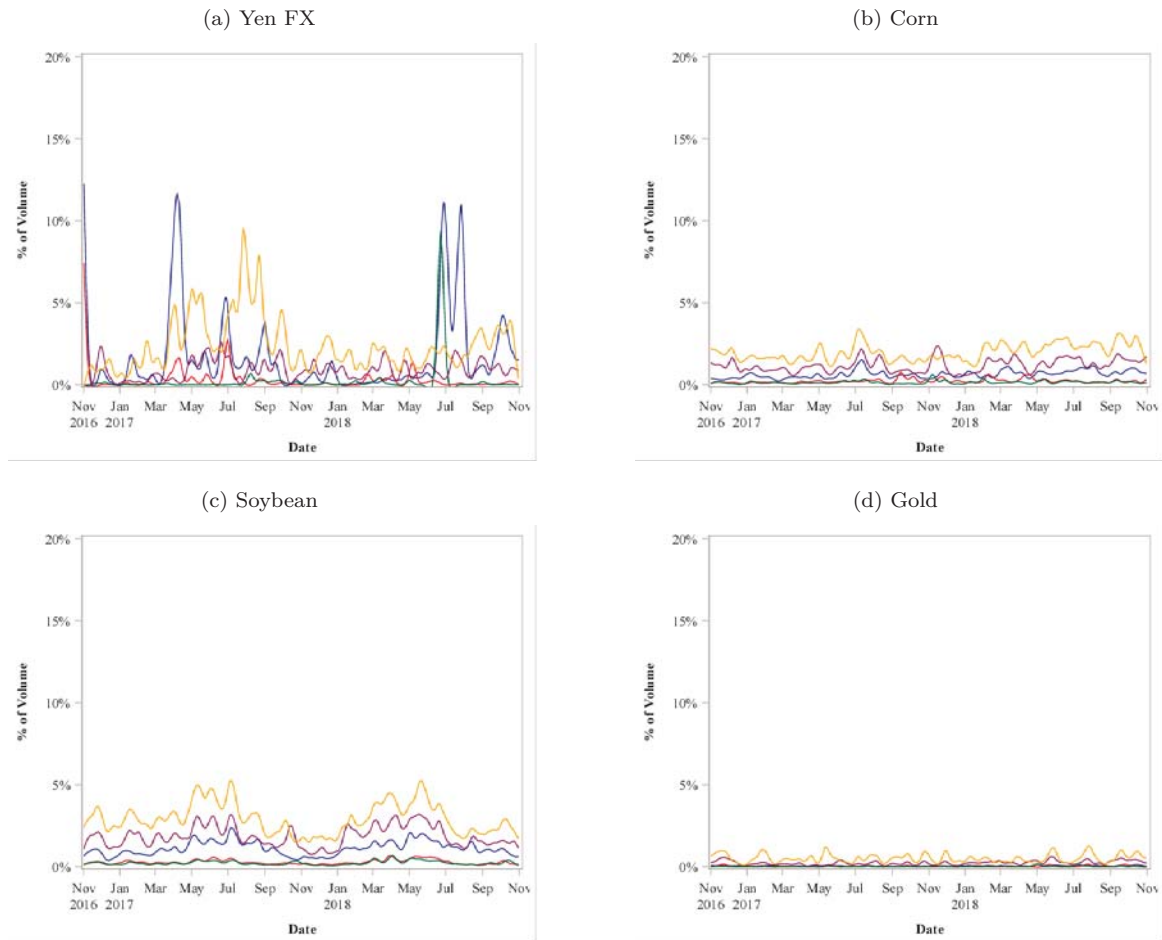 (a) Yen FX
20%
15%
10%
5%
0%
% of Volume
Nov Jan Mar May Jul Sep Nov Jan Mar May Jul Sep Nov
2016 2017 2018
Date
(b) Corn
20%
15%
10%
5%
0%
% of Volume
Nov Jan Mar May Jul Sep Nov Jan Mar May Jul Sep Nov
2016 2017 2018
Date
(c) Soybean
20%
15%
10%
5%
0%
% of Volume
Nov Jan Mar May Jul Sep Nov Jan Mar May Jul Sep Nov
2016 2017 2018
Date
(d) Gold
20%
15%
10%
5%
0%
% of Volume
Nov Jan Mar May Jul Sep Nov Jan Mar May Jul Sep Nov
2016 2017 2018
Date